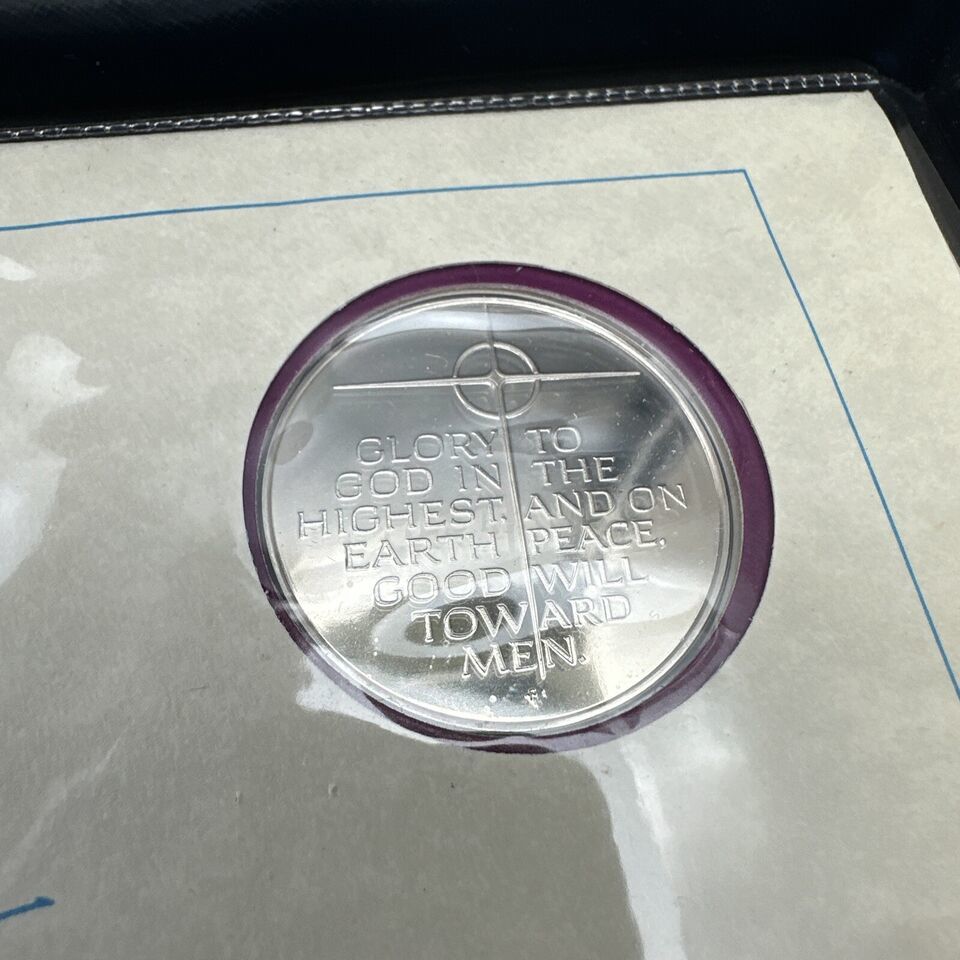 GLORY TO
GOD IN THE
HIGHEST, AND ON
EARTH PEACE,
GOOD WILL
TOWARD
MEN.